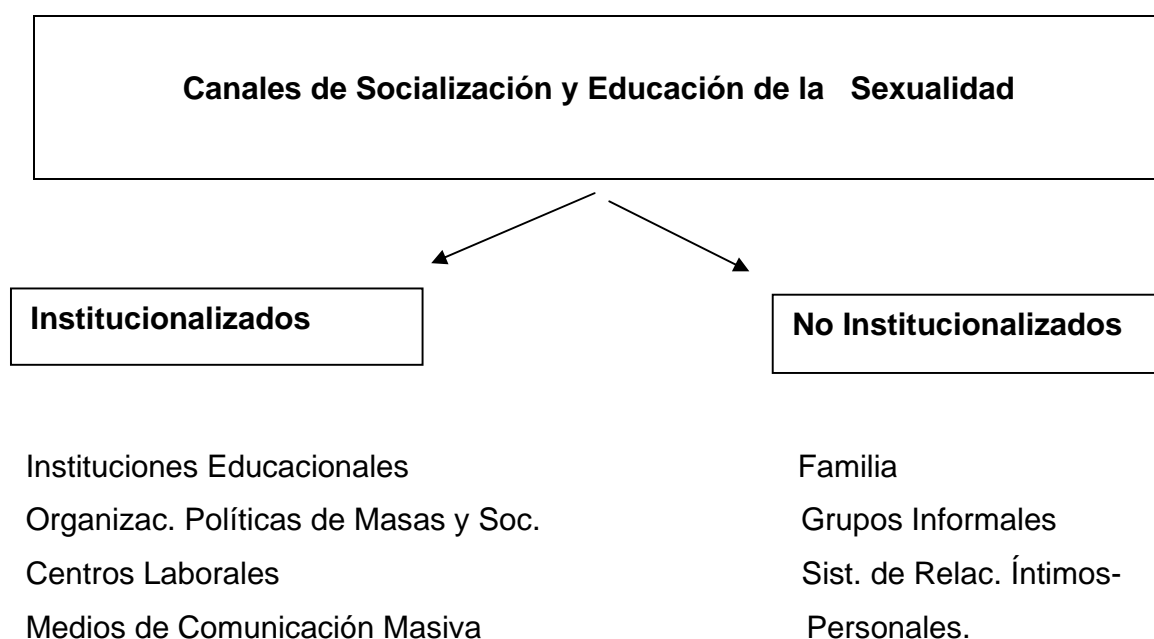 Canales de Socialización y Educación de la Sexualidad
Institucionalizados
No Institucionalizados
Instituciones Educacionales
Organizac. Políticas de Masas y Soc.
Centros Laborales
Medios de Comunicación Masiva
Familia
Grupos Informales
Sist. de Relac. Íntimos-
Personales.